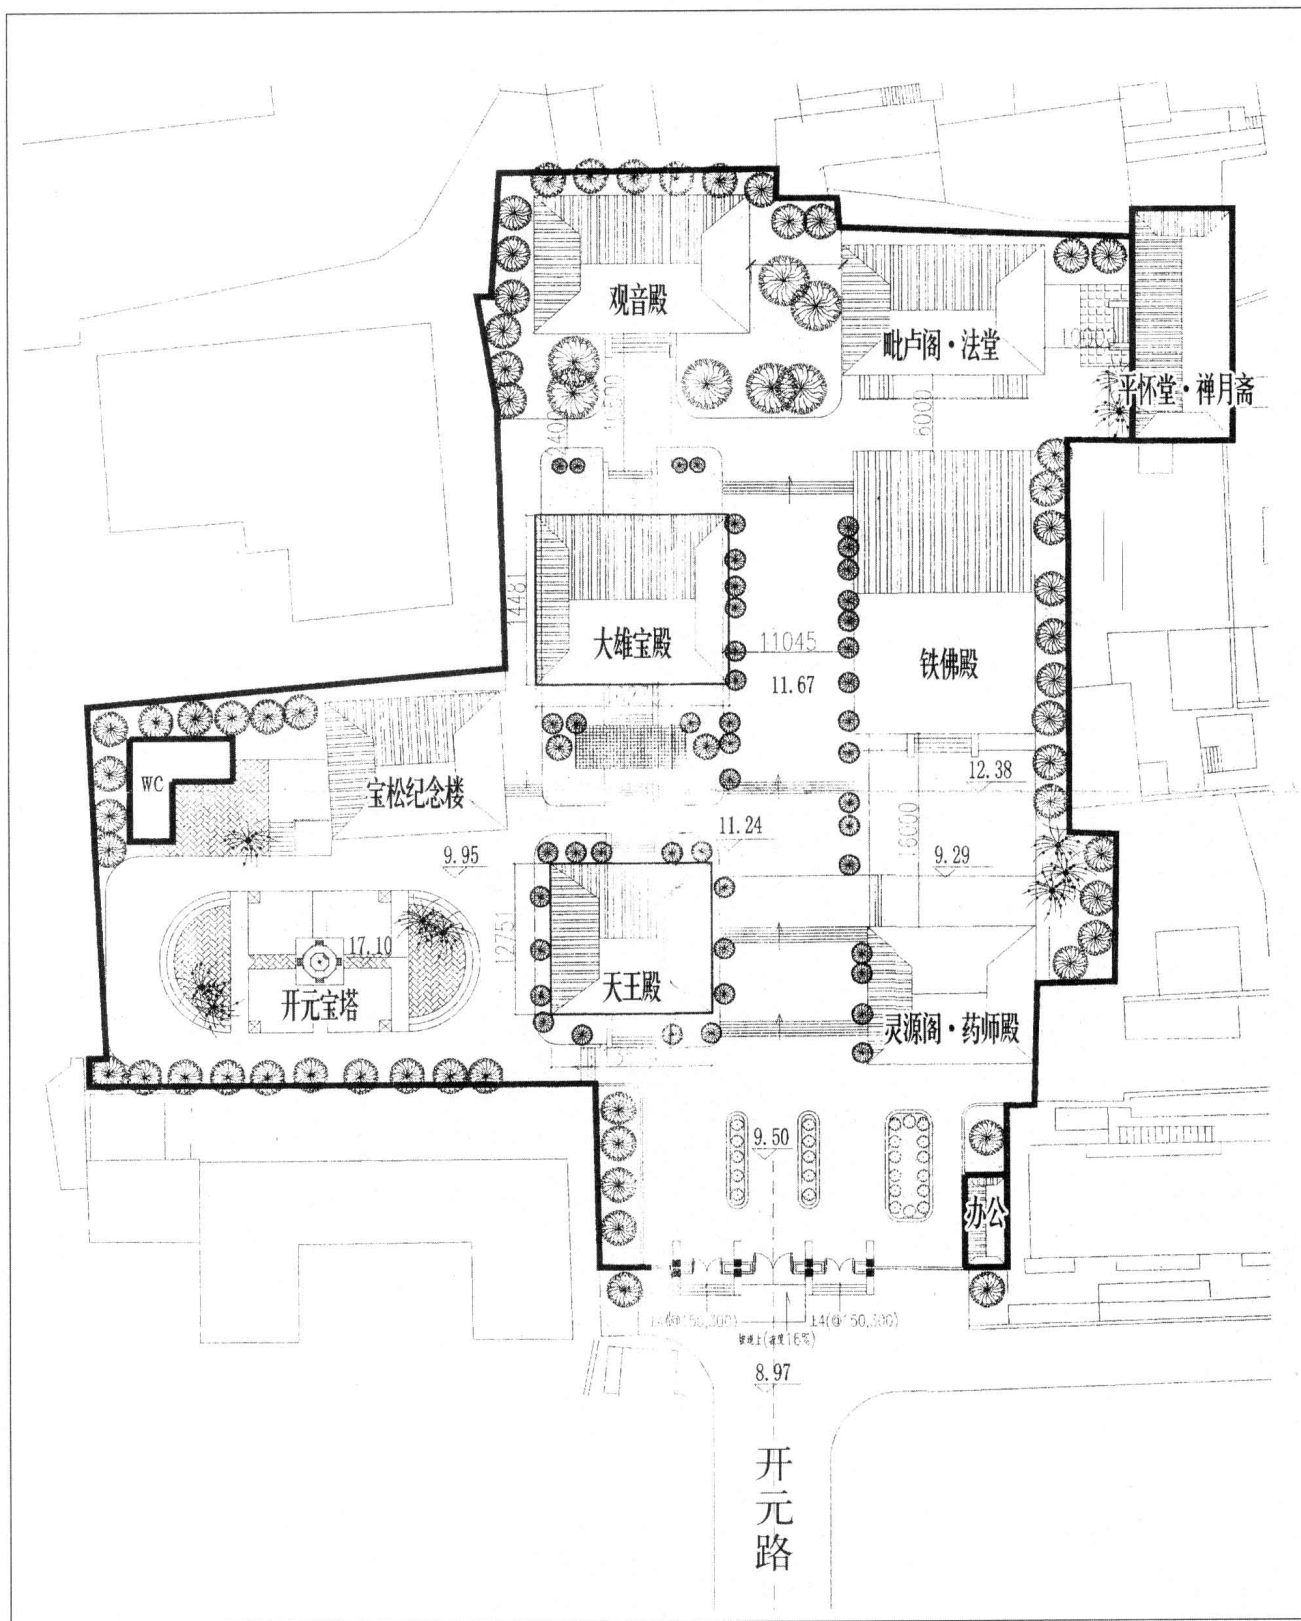 观音殿
毗卢阁·法堂
10000
平怀堂·禅月斋
6000
大雄宝殿
11045
11.67
铁佛殿
WC
宝松纪念楼
12.38
11.24
9.95
6000
9.29
17.10
开元宝塔
天王殿
灵源阁·药师殿
9.50
办公
8.97
开元路